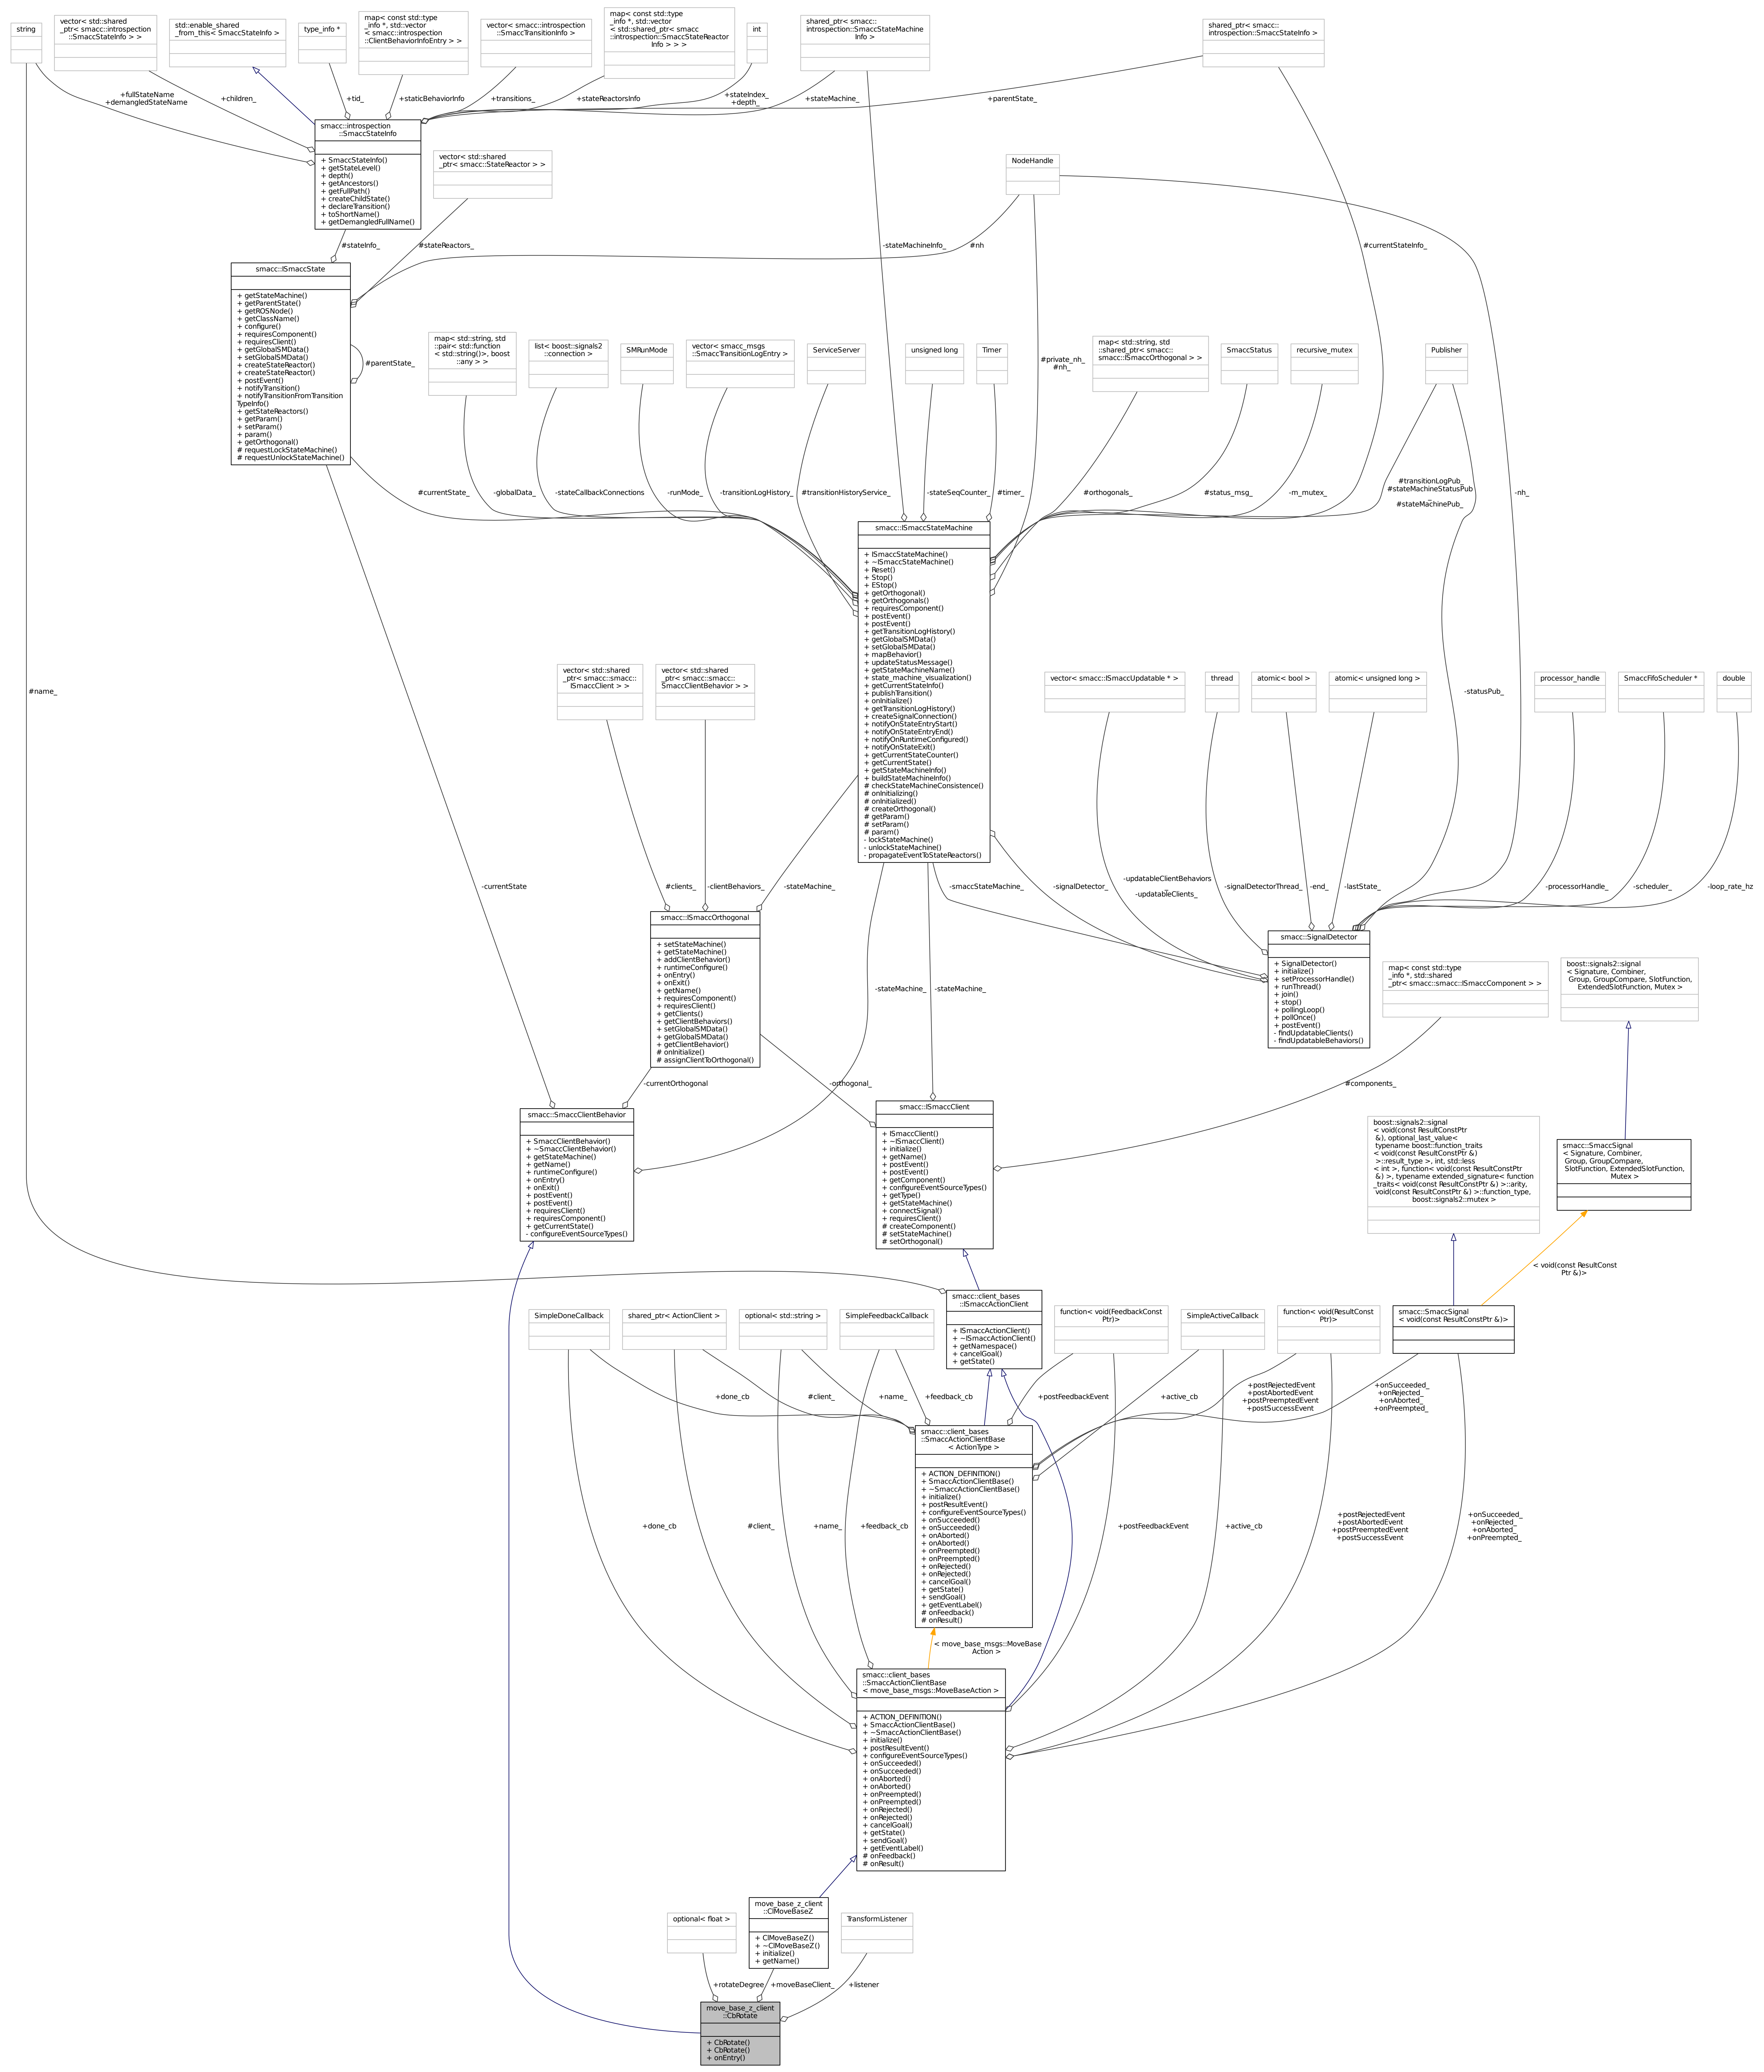 string
vector< std::shared
_ptr< smacc::introspection
::SmaccStateInfo > >
std::enable_shared
_from_this< SmaccStateInfo >
type_info *
map< const std::type
_info *, std::vector
< smacc::introspection
::ClientBehaviorInfoEntry > >
vector< smacc::introspection
::SmaccTransitionInfo >
map< const std::type
_info *, std::vector
< std::shared_ptr< smacc
::introspection::SmaccStateReactor
Info > > >
int
shared_ptr< smacc::
introspection::SmaccStateMachine
Info >
shared_ptr< smacc::
introspection::SmaccStateInfo >
+fullStateName
+demangledStateName
+children_
+tid_
+staticBehaviorInfo
+transitions_
+stateReactorsInfo
+stateIndex_
+depth_
+stateMachine_
+parentState_
smacc::introspection
::SmaccStateInfo
+ SmaccStateInfo()
+ getStateLevel()
+ depth()
+ getAncestors()
+ getFullPath()
+ createChildState()
+ declareTransition()
+ toShortName()
+ getDemangledFullName()
vector< std::shared
_ptr< smacc::StateReactor > >
NodeHandle
#stateInfo_
#stateReactors_
#nh
-stateMachineInfo_
#currentStateInfo_
smacc::ISmaccState
+ getStateMachine()
+ getParentState()
+ getROSNode()
+ getClassName()
+ configure()
+ requiresComponent()
+ requiresClient()
+ getGlobalSMData()
+ setGlobalSMData()
+ createStateReactor()
+ createStateReactor()
+ postEvent()
+ notifyTransition()
+ notifyTransitionFromTransition
TypeInfo()
+ getStateReactors()
+ getParam()
+ setParam()
+ param()
+ getOrthogonal()
# requestLockStateMachine()
# requestUnlockStateMachine()
#parentState_
map< std::string, std
::pair< std::function
< std::string()>, boost
::any > >
list< boost::signals2
::connection >
SMRunMode
vector< smacc_msgs
::SmaccTransitionLogEntry >
ServiceServer
unsigned long
Timer
#private_nh_
#nh_
map< std::string, std
::shared_ptr< smacc::
smacc::ISmaccOrthogonal > >
SmaccStatus
recursive_mutex
Publisher
#currentState_
-globalData_
-stateCallbackConnections
-runMode_
-transitionLogHistory_
#transitionHistoryService_
-stateSeqCounter_
#timer_
#orthogonals_
#status_msg_
-m_mutex_
#transitionLogPub_
#stateMachineStatusPub
_
#stateMachinePub_
-nh_
smacc::ISmaccStateMachine
+ ISmaccStateMachine()
+ ~ISmaccStateMachine()
+ Reset()
+ Stop()
+ EStop()
+ getOrthogonal()
+ getOrthogonals()
+ requiresComponent()
+ postEvent()
+ postEvent()
+ getTransitionLogHistory()
+ getGlobalSMData()
+ setGlobalSMData()
+ mapBehavior()
+ updateStatusMessage()
+ getStateMachineName()
+ state_machine_visualization()
+ getCurrentStateInfo()
+ publishTransition()
+ onInitialize()
+ getTransitionLogHistory()
+ createSignalConnection()
+ notifyOnStateEntryStart()
+ notifyOnStateEntryEnd()
+ notifyOnRuntimeConfigured()
+ notifyOnStateExit()
+ getCurrentStateCounter()
+ getCurrentState()
+ getStateMachineInfo()
+ buildStateMachineInfo()
# checkStateMachineConsistence()
# onInitializing()
# onInitialized()
# createOrthogonal()
# getParam()
# setParam()
# param()
- lockStateMachine()
- unlockStateMachine()
- propagateEventToStateReactors()
#name_
vector< std::shared
_ptr< smacc::smacc::
ISmaccClient > >
vector< std::shared
_ptr< smacc::smacc::
SmaccClientBehavior > >
vector< smacc::ISmaccUpdatable * >
thread
atomic< bool >
atomic< unsigned long >
-statusPub_
processor_handle
SmaccFifoScheduler *
double
-currentState
#clients_
-clientBehaviors_
-stateMachine_
-smaccStateMachine_
-signalDetector_
-updatableClientBehaviors
_
-updatableClients_
-signalDetectorThread_
-end_
-lastState_
-processorHandle_
-scheduler_
-loop_rate_hz
smacc::ISmaccOrthogonal
+ setStateMachine()
+ getStateMachine()
+ addClientBehavior()
+ runtimeConfigure()
+ onEntry()
+ onExit()
+ getName()
+ requiresComponent()
+ requiresClient()
+ getClients()
+ getClientBehaviors()
+ setGlobalSMData()
+ getGlobalSMData()
+ getClientBehavior()
# onInitialize()
# assignClientToOrthogonal()
-stateMachine_
-stateMachine_
smacc::SignalDetector
+ SignalDetector()
+ initialize()
+ setProcessorHandle()
+ runThread()
+ join()
+ stop()
+ pollingLoop()
+ pollOnce()
+ postEvent()
- findUpdatableClients()
- findUpdatableBehaviors()
map< const std::type
_info *, std::shared
_ptr< smacc::smacc::ISmaccComponent > >
boost::signals2::signal
< Signature, Combiner,
Group, GroupCompare, SlotFunction,
ExtendedSlotFunction, Mutex >
-currentOrthogonal
-orthogonal_
#components_
smacc::SmaccClientBehavior
+ SmaccClientBehavior()
+ ~SmaccClientBehavior()
+ getStateMachine()
+ getName()
+ runtimeConfigure()
+ onEntry()
+ onExit()
+ postEvent()
+ postEvent()
+ requiresClient()
+ requiresComponent()
+ getCurrentState()
- configureEventSourceTypes()
smacc::ISmaccClient
+ ISmaccClient()
+ ~ISmaccClient()
+ initialize()
+ getName()
+ postEvent()
+ postEvent()
+ getComponent()
+ configureEventSourceTypes()
+ getType()
+ getStateMachine()
+ connectSignal()
+ requiresClient()
# createComponent()
# setStateMachine()
# setOrthogonal()
boost::signals2::signal
< void(const ResultConstPtr
&), optional_last_value<
typename boost::function_traits
< void(const ResultConstPtr &)
>::result_type >, int, std::less
< int >, function< void(const ResultConstPtr
&) >, typename extended_signature< function
_traits< void(const ResultConstPtr &) >::arity,
void(const ResultConstPtr &) >::function_type,
boost::signals2::mutex >
smacc::SmaccSignal
< Signature, Combiner,
Group, GroupCompare,
SlotFunction, ExtendedSlotFunction,
Mutex >
< void(const ResultConst
Ptr &)>
SimpleDoneCallback
shared_ptr< ActionClient >
optional< std::string >
SimpleFeedbackCallback
smacc::client_bases
::ISmaccActionClient
+ ISmaccActionClient()
+ ~ISmaccActionClient()
+ getNamespace()
+ cancelGoal()
+ getState()
function< void(FeedbackConst
Ptr)>
SimpleActiveCallback
function< void(ResultConst
Ptr)>
smacc::SmaccSignal
< void(const ResultConstPtr &)>
+done_cb
#client_
+name_
+feedback_cb
+postFeedbackEvent
+active_cb
+postRejectedEvent
+postAbortedEvent
+postPreemptedEvent
+postSuccessEvent
+onSucceeded_
+onRejected_
+onAborted_
+onPreempted_
smacc::client_bases
::SmaccActionClientBase
< ActionType >
+ ACTION_DEFINITION()
+ SmaccActionClientBase()
+ ~SmaccActionClientBase()
+ initialize()
+ postResultEvent()
+ configureEventSourceTypes()
+ onSucceeded()
+ onSucceeded()
+ onAborted()
+ onAborted()
+ onPreempted()
+ onPreempted()
+ onRejected()
+ onRejected()
+ cancelGoal()
+ getState()
+ sendGoal()
+ getEventLabel()
# onFeedback()
# onResult()
+done_cb
#client_
+name_
+feedback_cb
+postFeedbackEvent
+active_cb
+postRejectedEvent
+postAbortedEvent
+postPreemptedEvent
+postSuccessEvent
+onSucceeded_
+onRejected_
+onAborted_
+onPreempted_
< move_base_msgs::MoveBase
Action >
smacc::client_bases
::SmaccActionClientBase
< move_base_msgs::MoveBaseAction >
+ ACTION_DEFINITION()
+ SmaccActionClientBase()
+ ~SmaccActionClientBase()
+ initialize()
+ postResultEvent()
+ configureEventSourceTypes()
+ onSucceeded()
+ onSucceeded()
+ onAborted()
+ onAborted()
+ onPreempted()
+ onPreempted()
+ onRejected()
+ onRejected()
+ cancelGoal()
+ getState()
+ sendGoal()
+ getEventLabel()
# onFeedback()
# onResult()
optional< float >
move_base_z_client
::ClMoveBaseZ
+ ClMoveBaseZ()
+ ~ClMoveBaseZ()
+ initialize()
+ getName()
TransformListener
+rotateDegree
+moveBaseClient_
+listener
move_base_z_client
::CbRotate
+ CbRotate()
+ CbRotate()
+ onEntry()